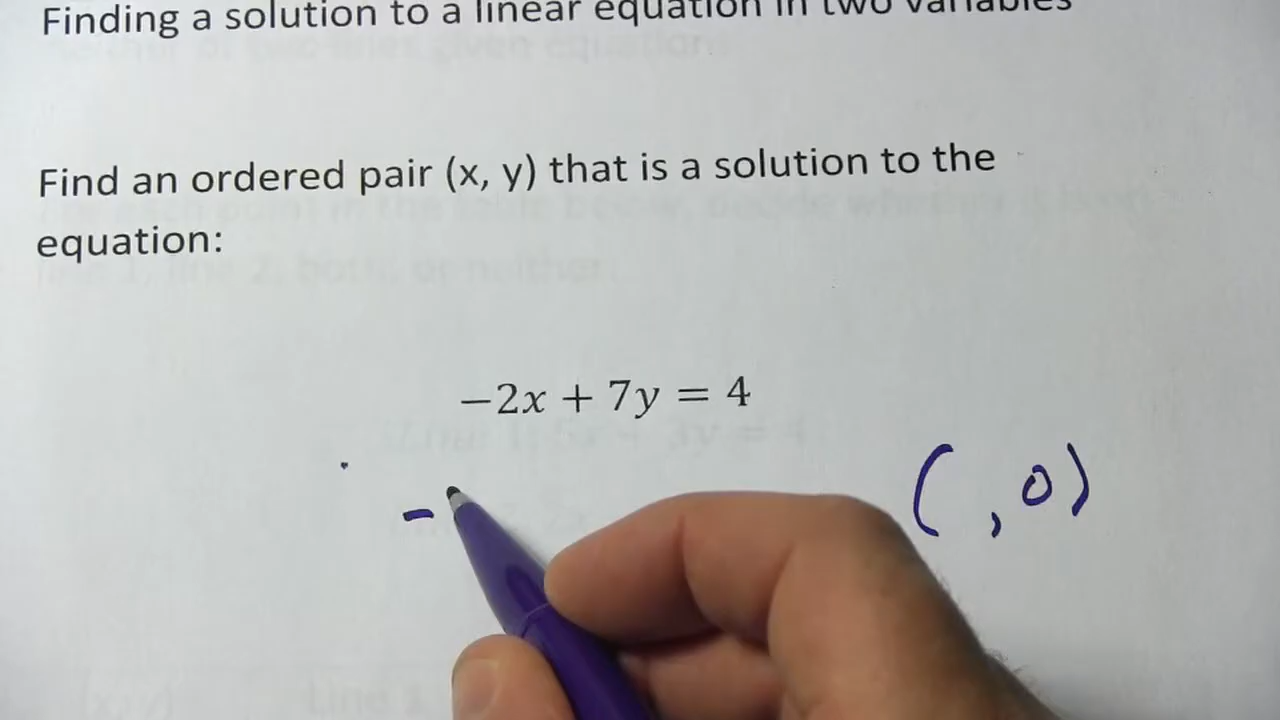 Finding a solution to a linear equation in two variables
Find an ordered pair (x, y) that is a solution to the
equation:
−2x + 7y = 4
( , 0)
-